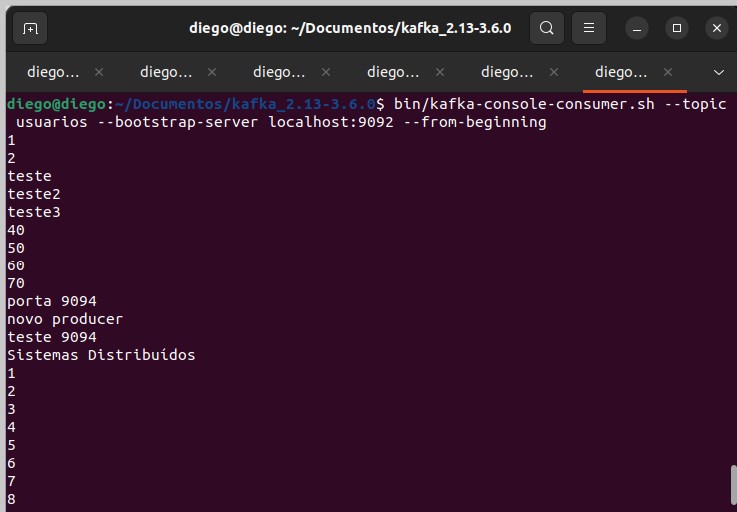 diego@diego: ~/Documentos/kafka_2.13-3.6.0
diego... × diego... × diego... × diego... × diego... × diego... ×
diego@diego:~/Documentos/kafka_2.13-3.6.0$ bin/kafka-console-consumer.sh --topic
usuarios --bootstrap-server localhost:9092 --from-beginning
1
2
teste
teste2
teste3
40
50
60
70
porta 9094
novo producer
teste 9094
Sistemas Distribuídos
1
2
3
4
5
6
7
8